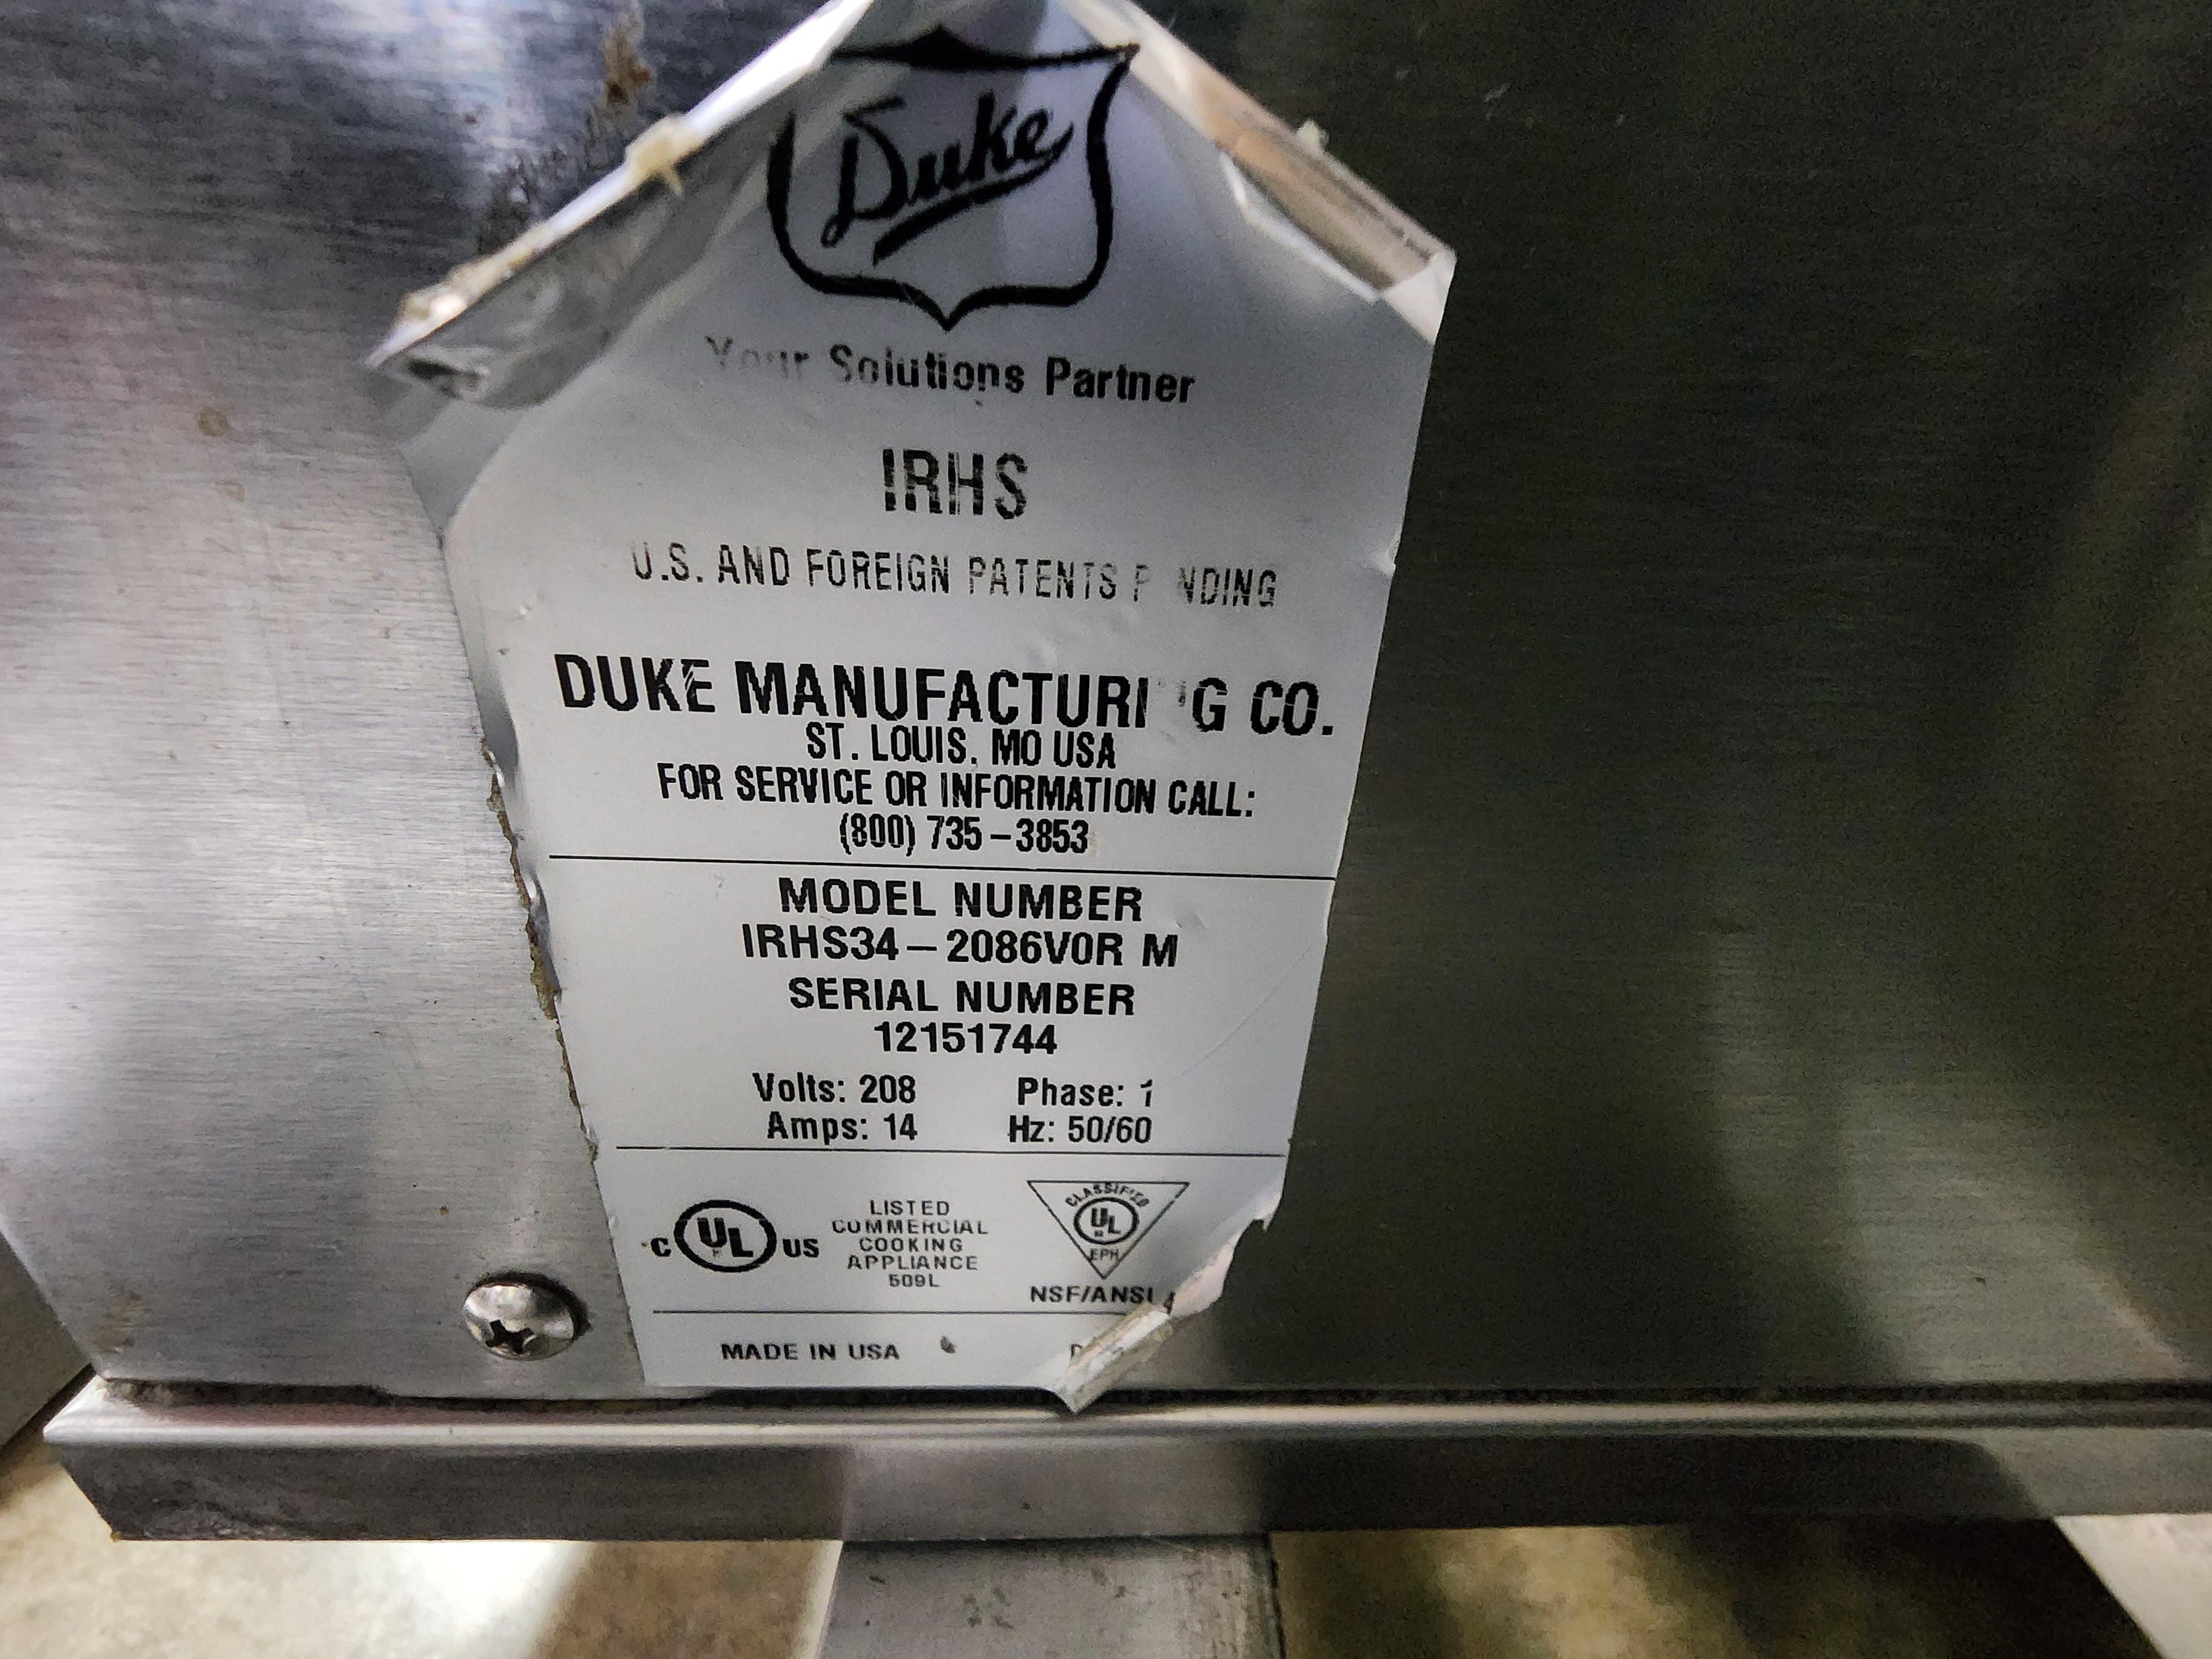 Duke
Your Solutions Partner
IRHS
U.S. AND FOREIGN PATENTS P NDING
DUKE MANUFACTURI G CO.
ST. LOUIS, MO USA
FOR SERVICE OR INFORMATION CALL:
(800) 735-3853
MODEL NUMBER
IRHS34-2086V0R M
SERIAL NUMBER
12151744
Volts: 208 Phase: 1
Amps: 14 Hz: 50/60
C UL US
LISTED
COMMERCIAL
COOKING
APPLIANCE
509L
CLASSIFIED
UL
EPH
NSF/ANSI 4
MADE IN USA